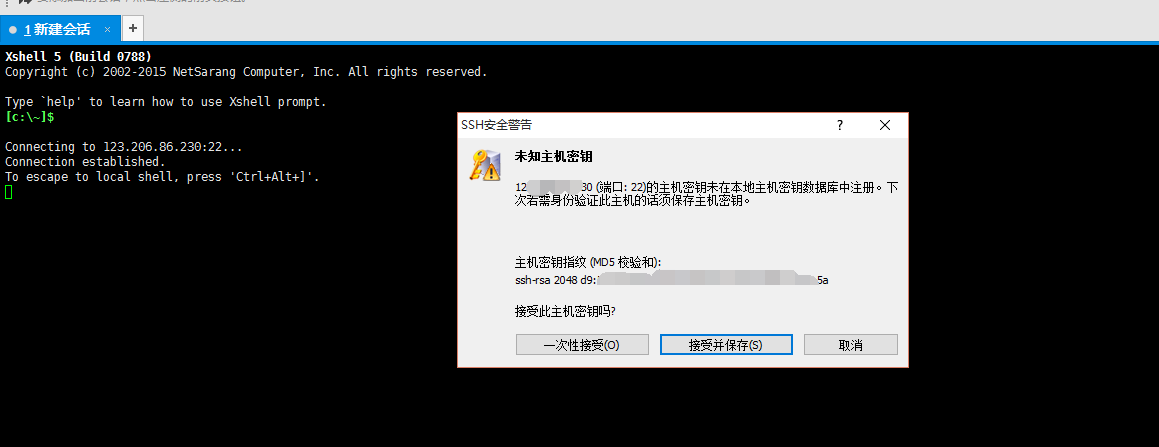 1 新建会话 × +
Xshell 5 (Build 0788)
Copyright (c) 2002-2015 NetSarang Computer, Inc. All rights reserved.
Type `help' to learn how to use Xshell prompt.
[c:\~]$
Connecting to 123.206.86.230:22...
Connection established.
To escape to local shell, press 'Ctrl+Alt+]'.
SSH安全警告
未知主机密钥
12 30 (端口: 22)的主机密钥未在本地主机密钥数据库中注册。下
次若需身份验证此主机的话须保存主机密钥。
主机密钥指纹 (MD5 校验和):
ssh-rsa 2048 d9: 5a
接受此主机密钥吗?
一次性接受(O)
接受并保存(S)
取消